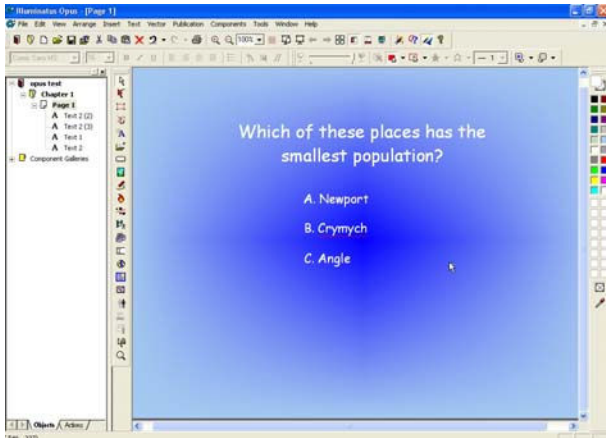 Illuminatus Opus - [Page 1]
File Edit View Arrange Insert Text Vector Publication Components Tools Window Help
100%
opus test
Chapter 1
Page 1
Text 2 (2)
Text 2 (3)
Text 1
Text 2
Component Galleries
Which of these places has the
smallest population?
A. Newport
B. Crymych
C. Angle
Objects Actions